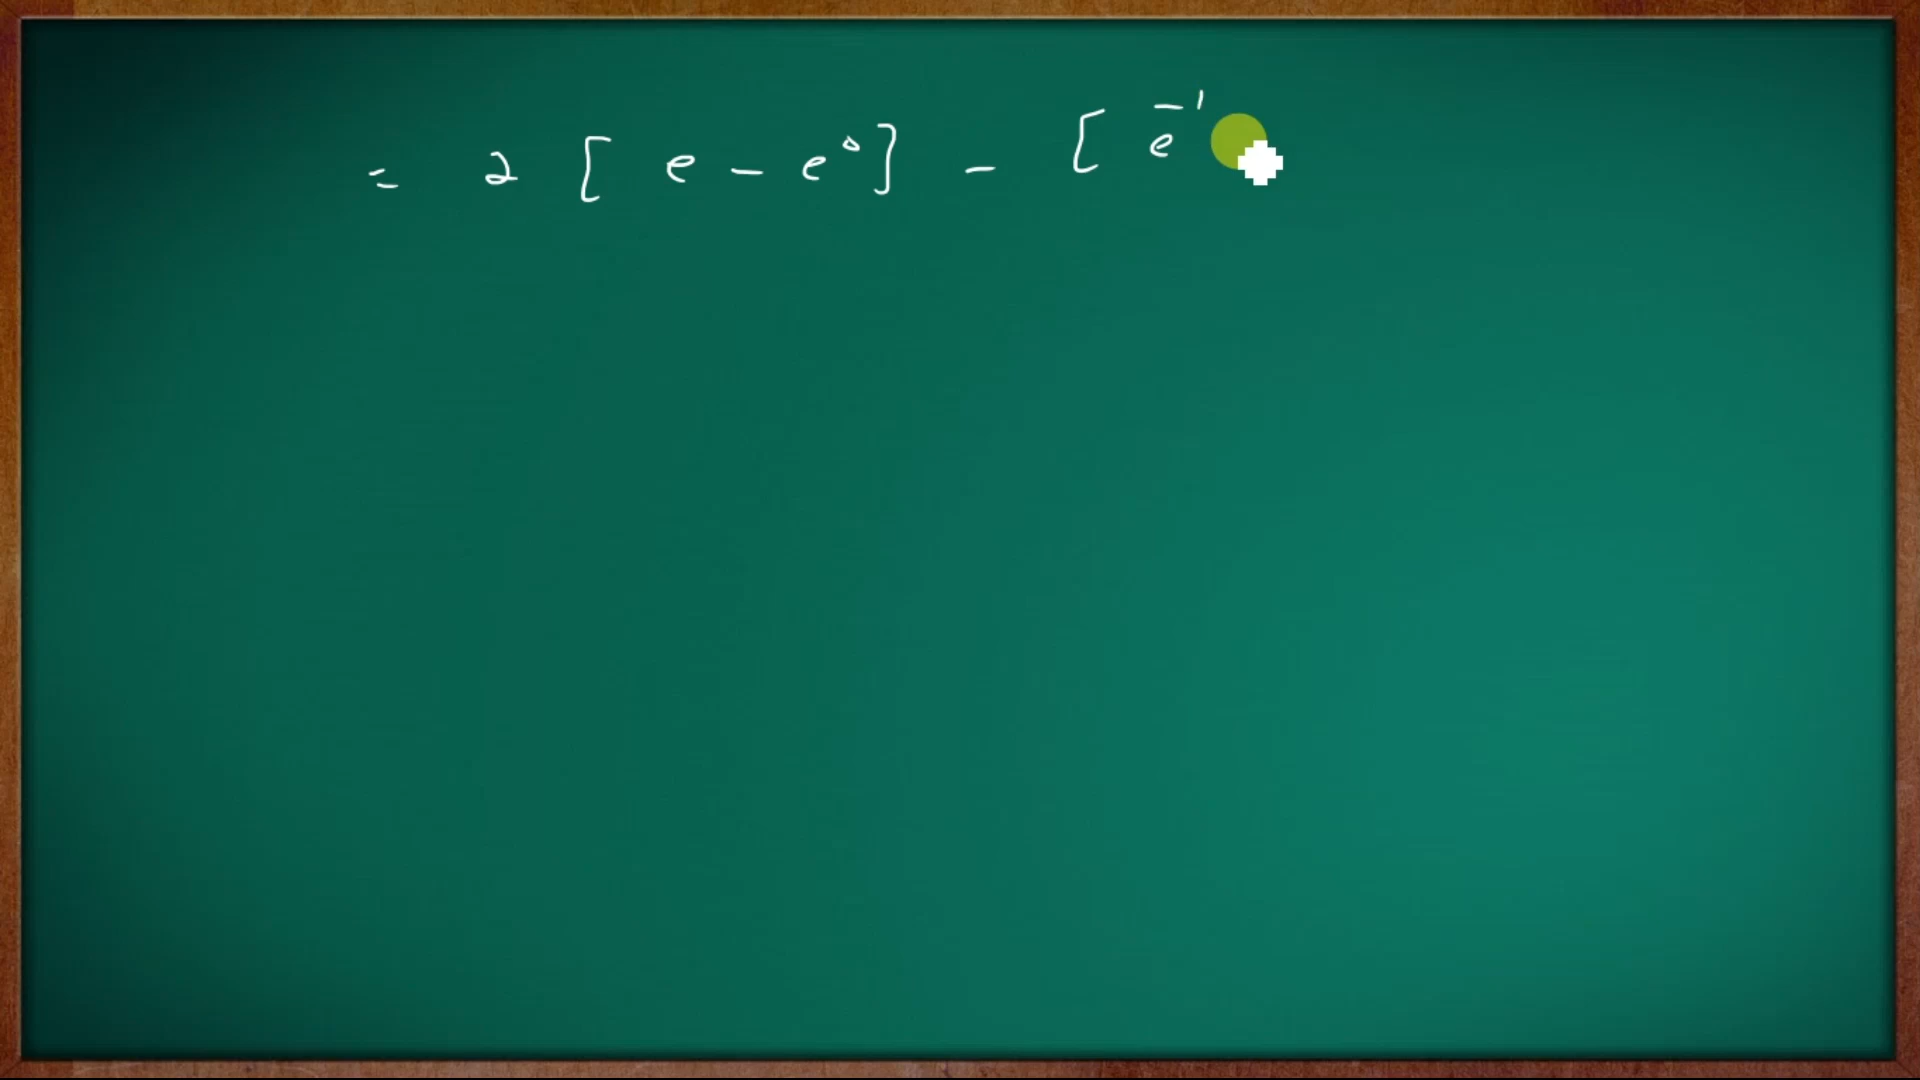 = 2 [ e - e⁰ ] - [ e⁻¹